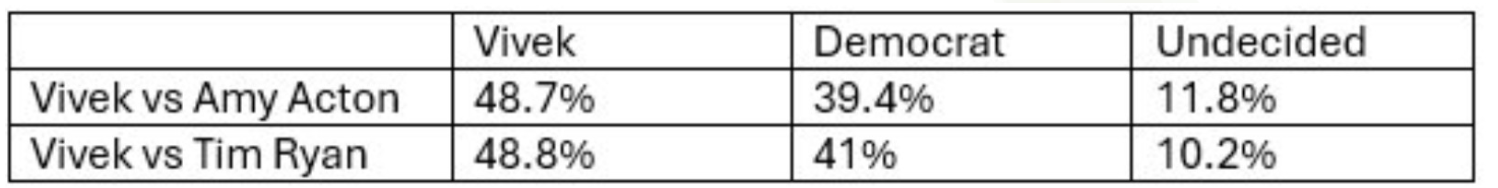 Vivek Democrat Undecided
Vivek vs Amy Acton 48.7% 39.4% 11.8%
Vivek vs Tim Ryan 48.8% 41% 10.2%